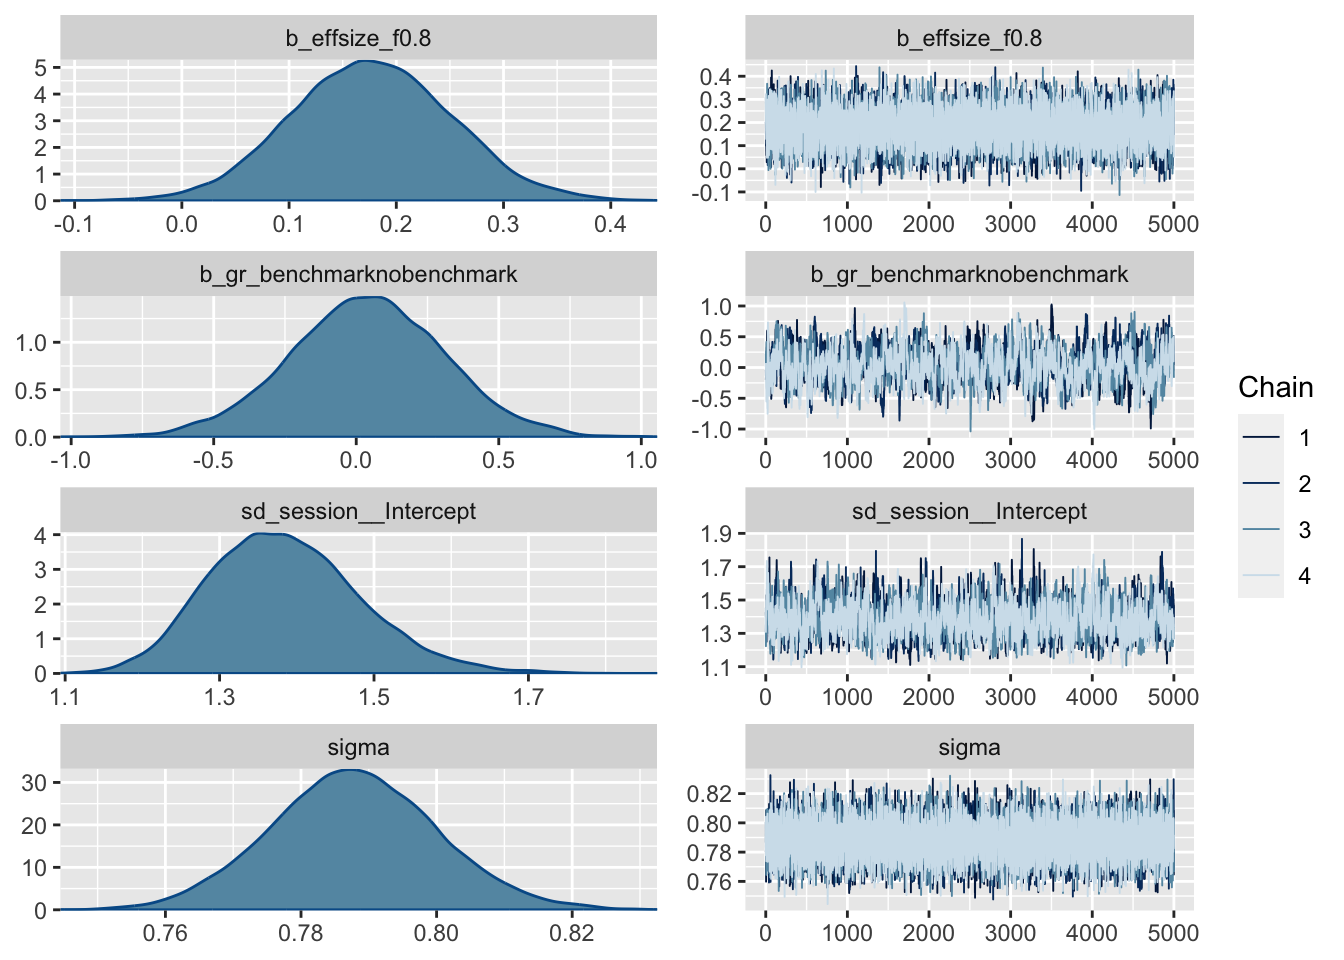 b_effsize_f0.8
b_effsize_f0.8
5
4
3
2
1
0
-0.1 0.0 0.1 0.2 0.3 0.4
0.4
0.3
0.2
0.1
0.0
-0.1
0 1000 2000 3000 4000 5000
b_gr_benchmarknobenchmark
b_gr_benchmarknobenchmark
1.0
0.5
0.0
-1.0 -0.5 0.0 0.5 1.0
1.0
0.5
0.0
-0.5
-1.0
0 1000 2000 3000 4000 5000
sd_session__Intercept
sd_session__Intercept
4
3
2
1
0
1.1 1.3 1.5 1.7
1.9
1.7
1.5
1.3
1.1
0 1000 2000 3000 4000 5000
sigma
sigma
30
20
10
0
0.76 0.78 0.80 0.82
0.82
0.80
0.78
0.76
0 1000 2000 3000 4000 5000
Chain
1
2
3
4